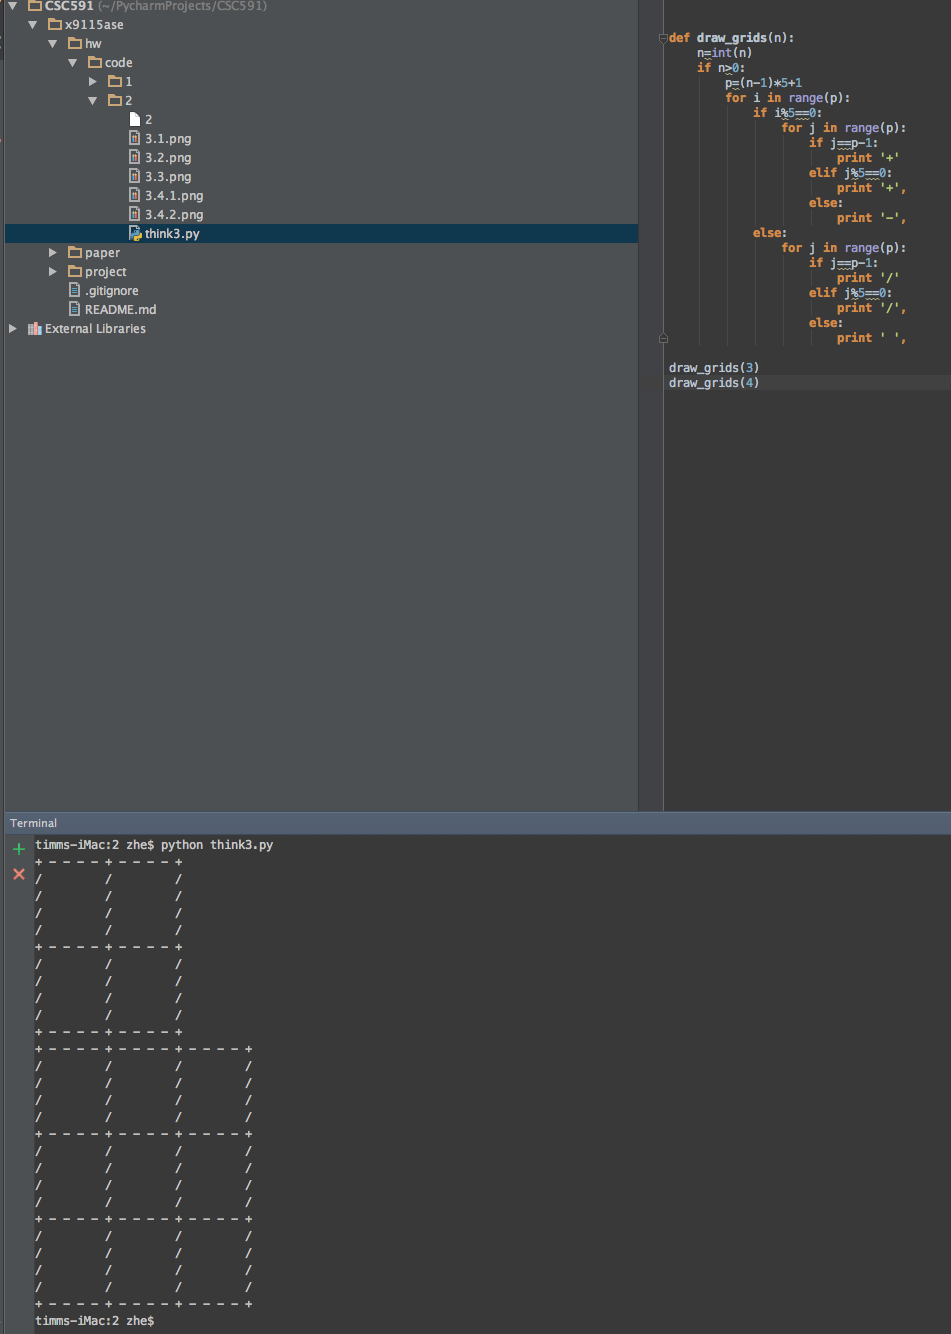 CSC591 (~/PycharmProjects/CSC591)
x9115ase
hw
code
1
2
2
3.1.png
3.2.png
3.3.png
3.4.1.png
3.4.2.png
think3.py
paper
project
.gitignore
README.md
External Libraries
def draw_grids(n):
    n=int(n)
    if n>0:
        p=(n-1)*5+1
        for i in range(p):
            if i%5==0:
                for j in range(p):
                    if j==p-1:
                        print '+'
                    elif j%5==0:
                        print '+',
                    else:
                        print '-',
            else:
                for j in range(p):
                    if j==p-1:
                        print '/'
                    elif j%5==0:
                        print '/',
                    else:
                        print ' ',
draw_grids(3)
draw_grids(4)
Terminal
timms-iMac:2 zhe$ python think3.py
+ - - - - + - - - - +
/         /         /
/         /         /
/         /         /
/         /         /
+ - - - - + - - - - +
/         /         /
/         /         /
/         /         /
/         /         /
+ - - - - + - - - - +
+ - - - - + - - - - + - - - - +
/         /         /         /
/         /         /         /
/         /         /         /
/         /         /         /
+ - - - - + - - - - + - - - - +
/         /         /         /
/         /         /         /
/         /         /         /
/         /         /         /
+ - - - - + - - - - + - - - - +
/         /         /         /
/         /         /         /
/         /         /         /
/         /         /         /
+ - - - - + - - - - + - - - - +
timms-iMac:2 zhe$